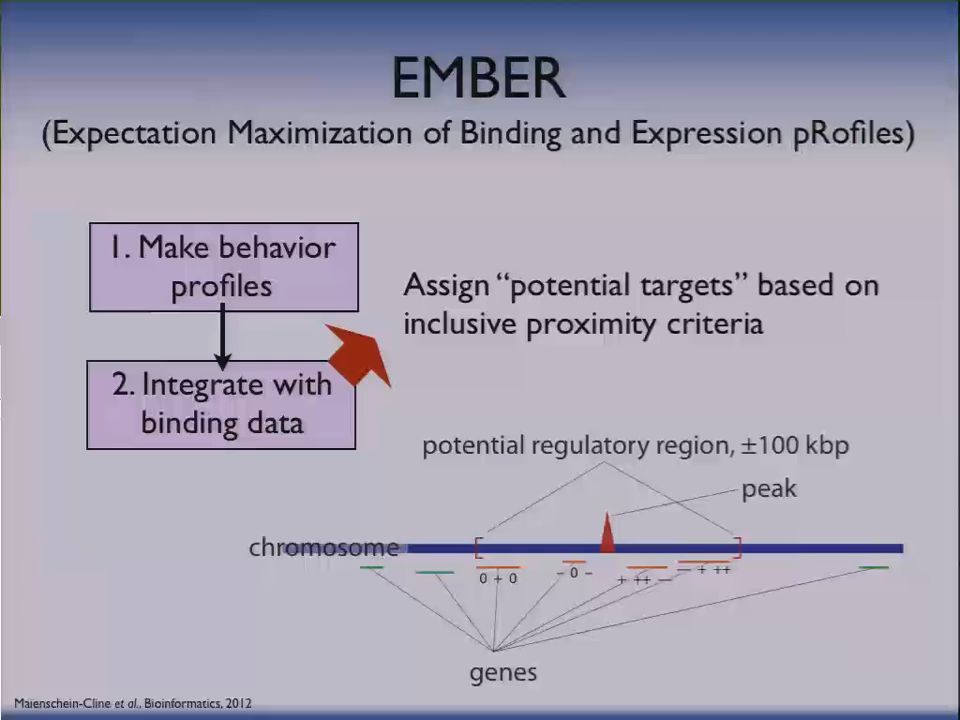 EMBER
(Expectation Maximization of Binding and Expression pRofiles)
1. Make behavior
profiles
Assign “potential targets” based on
inclusive proximity criteria
2. Integrate with
binding data
potential regulatory region, ±100 kbp
peak
chromosome
0 + 0
– 0 –
+ ++ —
— + ++
genes
Maienschein-Cline et al., Bioinformatics, 2012